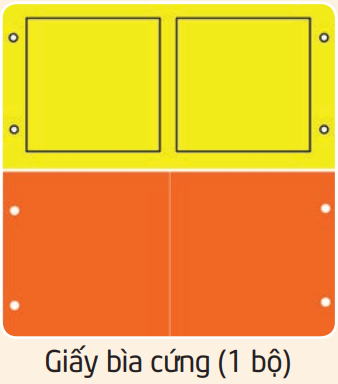 Giấy bìa cứng (1 bộ)